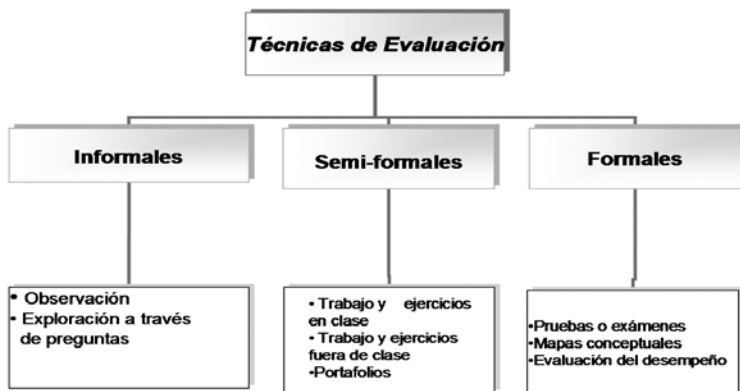 Técnicas de Evaluación
Informales
Semi-formales
Formales
• Observación
• Exploración a través
de preguntas
• Trabajo y ejercicios
en clase
• Trabajo y ejercicios
fuera de clase
•Portafolios
•Pruebas o exámenes
•Mapas conceptuales
•Evaluación del desempeño